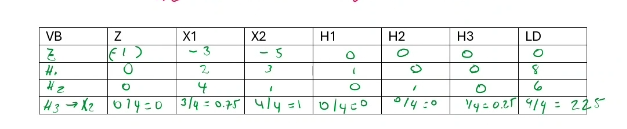 VB Z X1 X2 H1 H2 H3 LD
Z (-1) -3 -5 0 0 0 0
H1 0 2 3 1 0 0 8
H2 0 4 1 0 1 0 6
H3 → X2 0/4=0 3/4=0.75 4/4=1 0/4=0 0/4=0 1/4=0.25 9/4=2.25